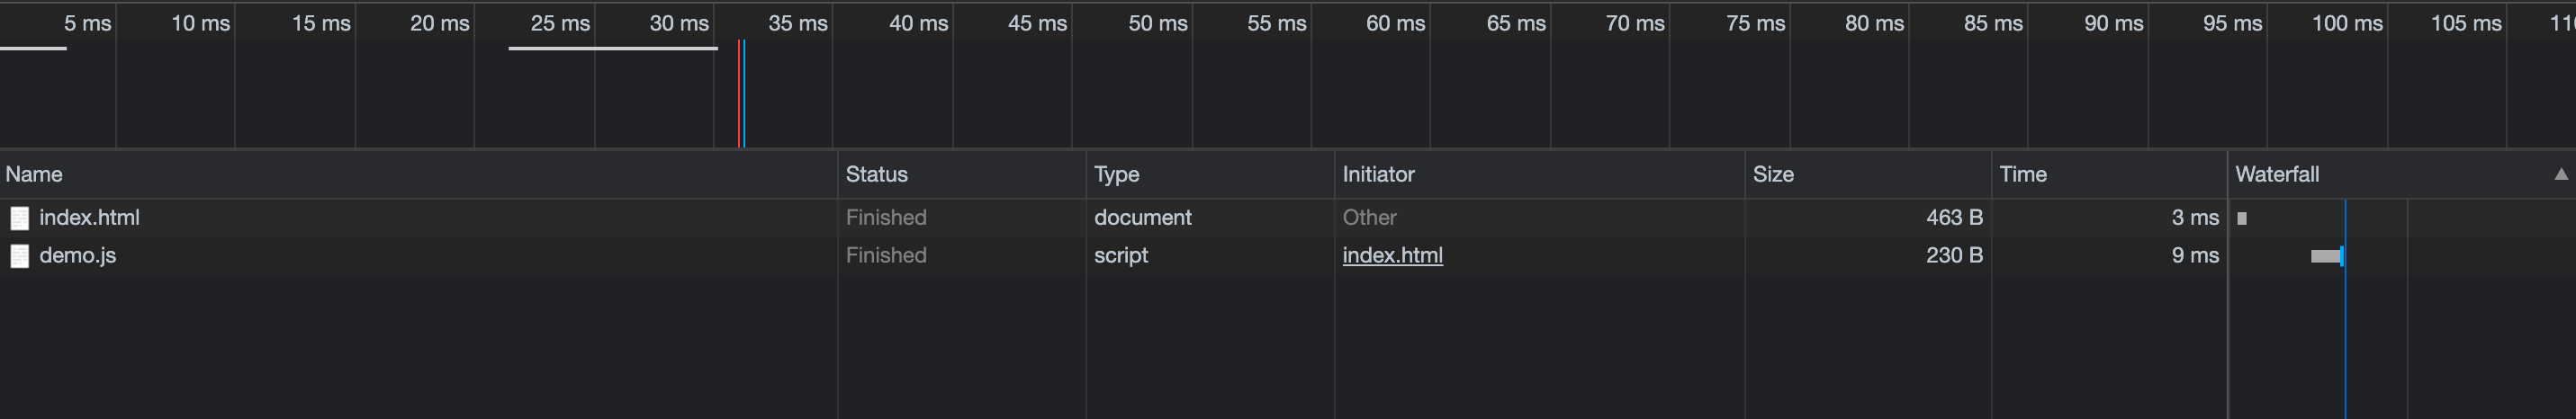 5 ms 10 ms 15 ms 20 ms 25 ms 30 ms 35 ms 40 ms 45 ms 50 ms 55 ms 60 ms 65 ms 70 ms 75 ms 80 ms 85 ms 90 ms 95 ms 100 ms 105 ms
Name Status Type Initiator Size Time Waterfall
index.html Finished document Other 463 B 3 ms
demo.js Finished script index.html 230 B 9 ms